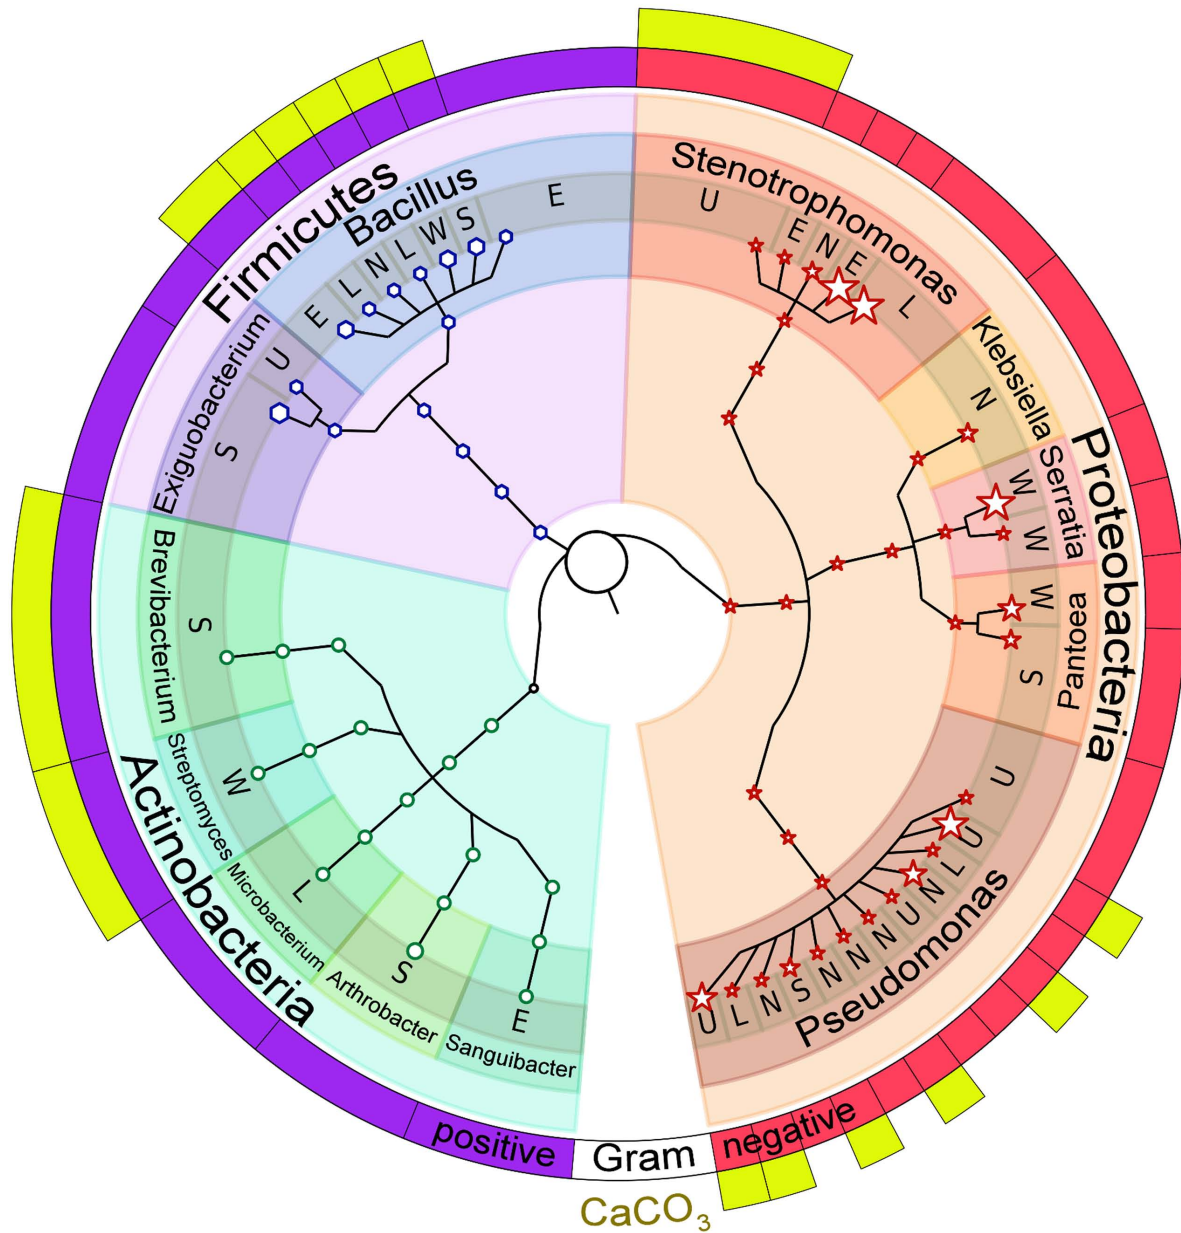 Firmicutes
Bacillus
E
S
W
L
N
L
E
Exiguobacterium
U
S
Stenotrophomonas
U
E
N
E
L
Klebsiella
N
Proteobacteria
Serratia
W
W
Pantoea
W
S
Pseudomonas
U
U
L
N
U
N
N
N
S
N
L
U
Actinobacteria
Brevibacterium
S
Streptomyces
W
Microbacterium
L
Arthrobacter
S
Sanguibacter
E
positive
Gram
negative
CaCO₃